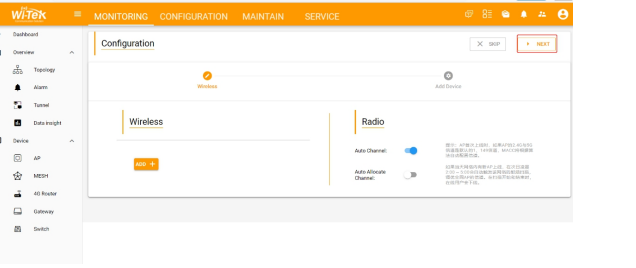 Wi-Tek
MONITORING CONFIGURATION MAINTAIN SERVICE
Dashboard
Overview
Topology
Alarm
Tunnel
Data insight
Device
AP
MESH
4G Router
Gateway
Switch
Configuration
SKIP
NEXT
Wireless
Add Device
Wireless
ADD +
Radio
Auto Channel:
Auto Allocate
Channel: